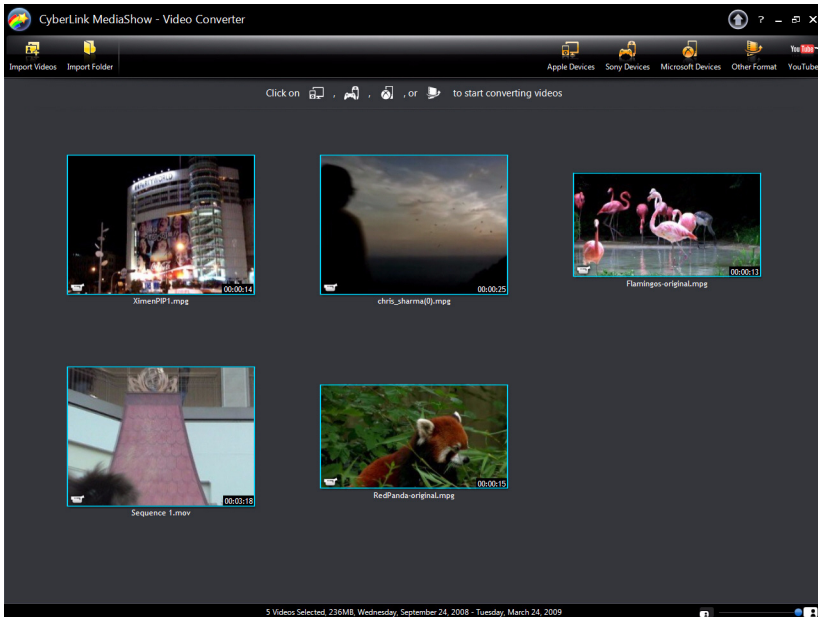 CyberLink MediaShow - Video Converter
?
Import Videos Import Folder Apple Devices Sony Devices Microsoft Devices Other Format YouTube
You Tube
Click on , , , or to start converting videos
00:00:14
XimenPIP1.mpg
00:00:25
chris_sharma(0).mpg
00:00:13
Flamingos-original.mpg
00:03:18
Sequence 1.mov
00:00:15
RedPanda-original.mpg
5 Videos Selected, 236MB, Wednesday, September 24, 2008 - Tuesday, March 24, 2009